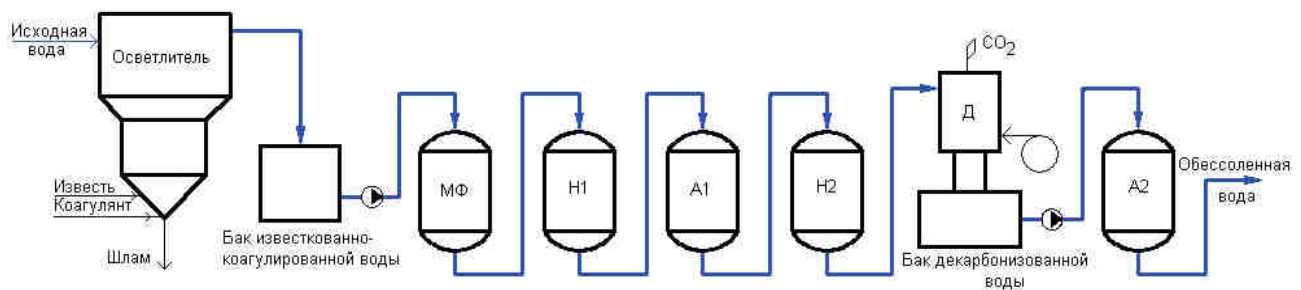 Исходная
вода
Осветлитель
Известь
Коагулянт
Шлам
Бак известкованно-
коагулированной воды
МФ
Н1
А1
Н2
CO2
Д
Бак декарбонизованной
воды
А2
Обессоленная
вода